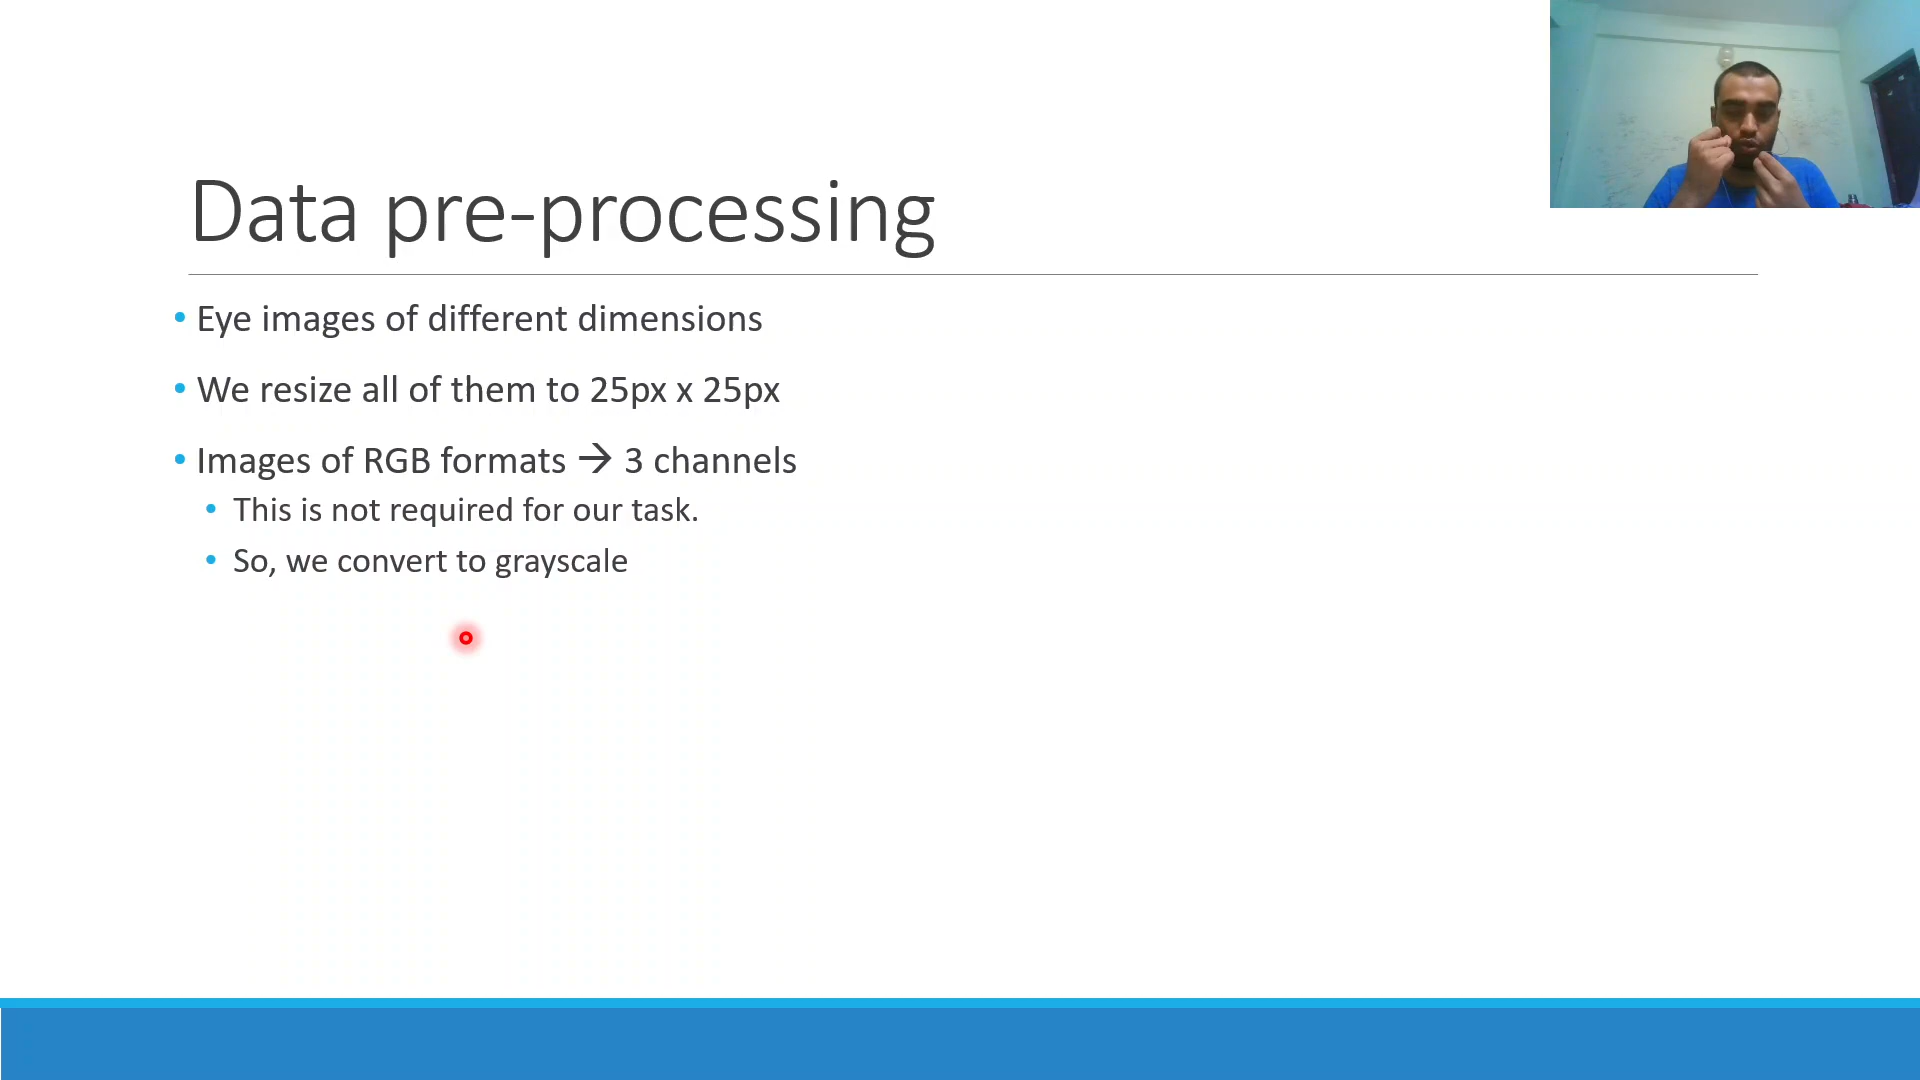 Data pre-processing
• Eye images of different dimensions
• We resize all of them to 25px x 25px
• Images of RGB formats → 3 channels
• This is not required for our task.
• So, we convert to grayscale